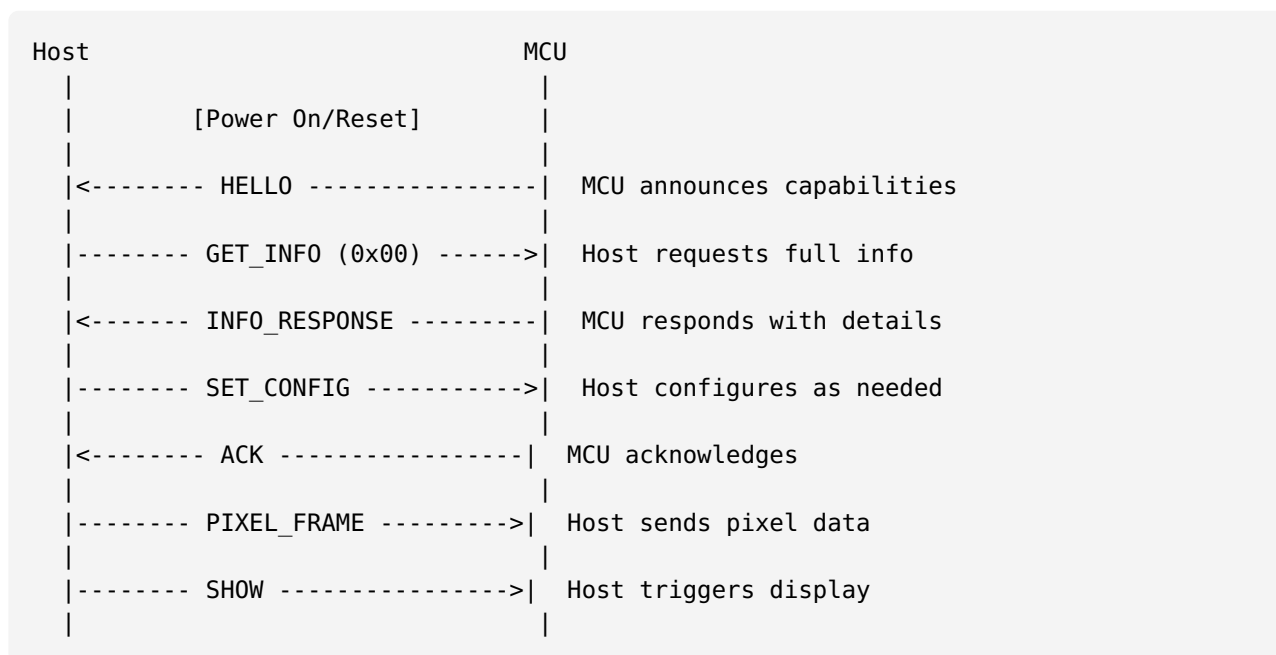 Host                              MCU
  |                                |
  |        [Power On/Reset]        |
  |                                |
  |<-------- HELLO ----------------|  MCU announces capabilities
  |                                |
  |-------- GET_INFO (0x00) ------>|  Host requests full info
  |                                |
  |<------- INFO_RESPONSE ---------|  MCU responds with details
  |                                |
  |-------- SET_CONFIG ----------->|  Host configures as needed
  |                                |
  |<-------- ACK -----------------|  MCU acknowledges
  |                                |
  |-------- PIXEL_FRAME --------->|  Host sends pixel data
  |                                |
  |-------- SHOW ---------------->|  Host triggers display
  |                                |